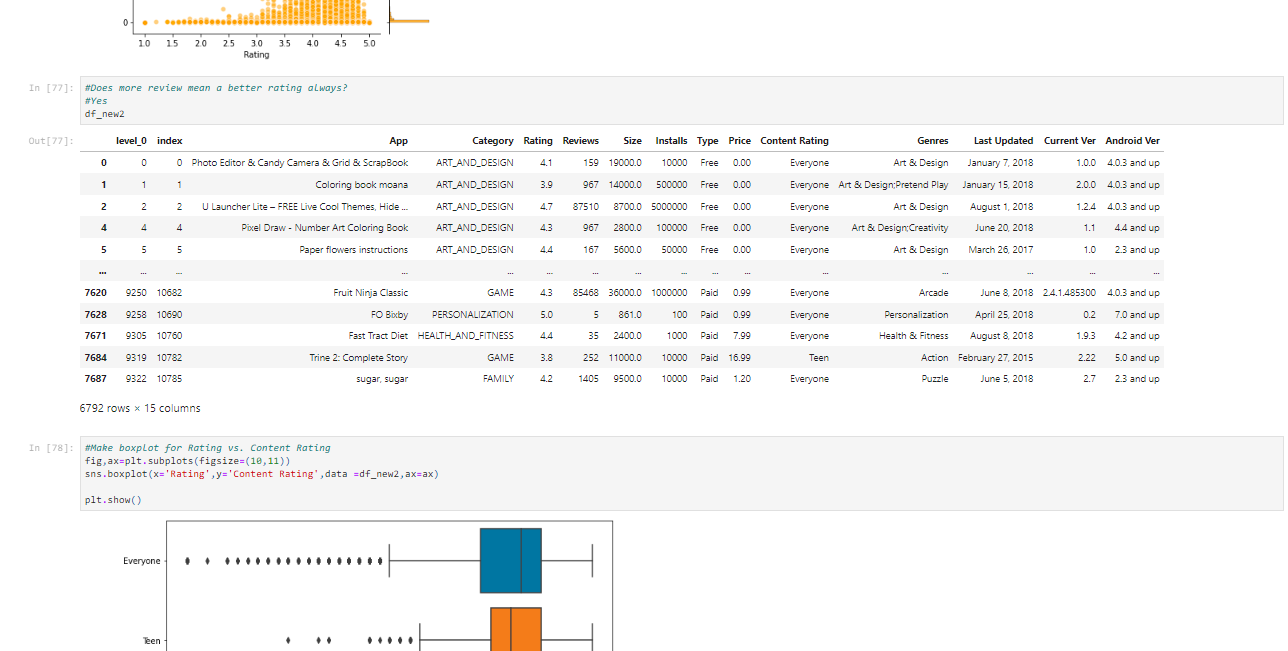 0
1.0 1.5 2.0 2.5 3.0 3.5 4.0 4.5 5.0
Rating
In [77]: #Does more review mean a better rating always?
#Yes
df_new2
Out[77]:
level_0 index App Category Rating Reviews Size Installs Type Price Content Rating Genres Last Updated Current Ver Android Ver
0 0 0 Photo Editor & Candy Camera & Grid & ScrapBook ART_AND_DESIGN 4.1 159 19000.0 10000 Free 0.00 Everyone Art & Design January 7, 2018 1.0.0 4.0.3 and up
1 1 1 Coloring book moana ART_AND_DESIGN 3.9 967 14000.0 500000 Free 0.00 Everyone Art & Design;Pretend Play January 15, 2018 2.0.0 4.0.3 and up
2 2 2 U Launcher Lite – FREE Live Cool Themes, Hide ... ART_AND_DESIGN 4.7 87510 8700.0 5000000 Free 0.00 Everyone Art & Design August 1, 2018 1.2.4 4.0.3 and up
4 4 4 Pixel Draw - Number Art Coloring Book ART_AND_DESIGN 4.3 967 2800.0 100000 Free 0.00 Everyone Art & Design;Creativity June 20, 2018 1.1 4.4 and up
5 5 5 Paper flowers instructions ART_AND_DESIGN 4.4 167 5600.0 50000 Free 0.00 Everyone Art & Design March 26, 2017 1.0 2.3 and up
... ... ... ... ... ... ... ... ... ... ... ... ... ... ... ...
7620 9250 10682 Fruit Ninja Classic GAME 4.3 85468 36000.0 1000000 Paid 0.99 Everyone Arcade June 8, 2018 2.4.1.485300 4.0.3 and up
7628 9258 10690 FO Bixby PERSONALIZATION 5.0 5 861.0 100 Paid 0.99 Everyone Personalization April 25, 2018 0.2 7.0 and up
7671 9305 10760 Fast Tract Diet HEALTH_AND_FITNESS 4.4 35 2400.0 1000 Paid 7.99 Everyone Health & Fitness August 8, 2018 1.9.3 4.2 and up
7684 9319 10782 Trine 2: Complete Story GAME 3.8 252 11000.0 10000 Paid 16.99 Teen Action February 27, 2015 2.22 5.0 and up
7687 9322 10785 sugar, sugar FAMILY 4.2 1405 9500.0 10000 Paid 1.20 Everyone Puzzle June 5, 2018 2.7 2.3 and up
6792 rows × 15 columns
In [78]: #Make boxplot for Rating vs. Content Rating
fig,ax=plt.subplots(figsize=(10,11))
sns.boxplot(x='Rating',y='Content Rating',data =df_new2,ax=ax)
plt.show()
Everyone
Teen